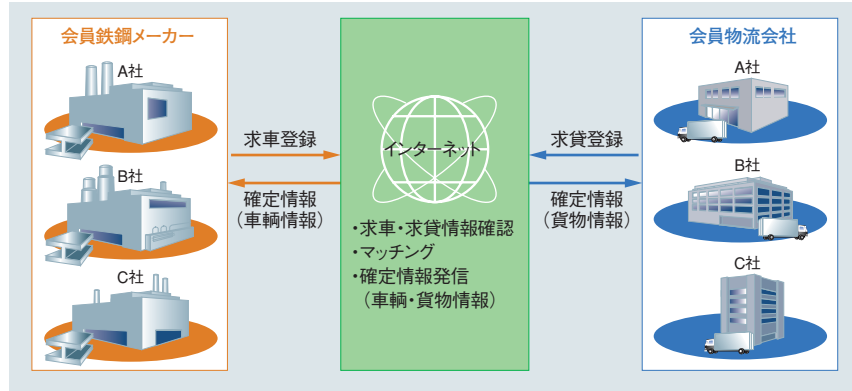 会員鉄鋼メーカー
A社
B社
C社
求車登録
確定情報
（車輌情報）
インターネット
・求車・求貸情報確認
・マッチング
・確定情報発信
（車輌・貨物情報）
求貸登録
確定情報
（貨物情報）
会員物流会社
A社
B社
C社